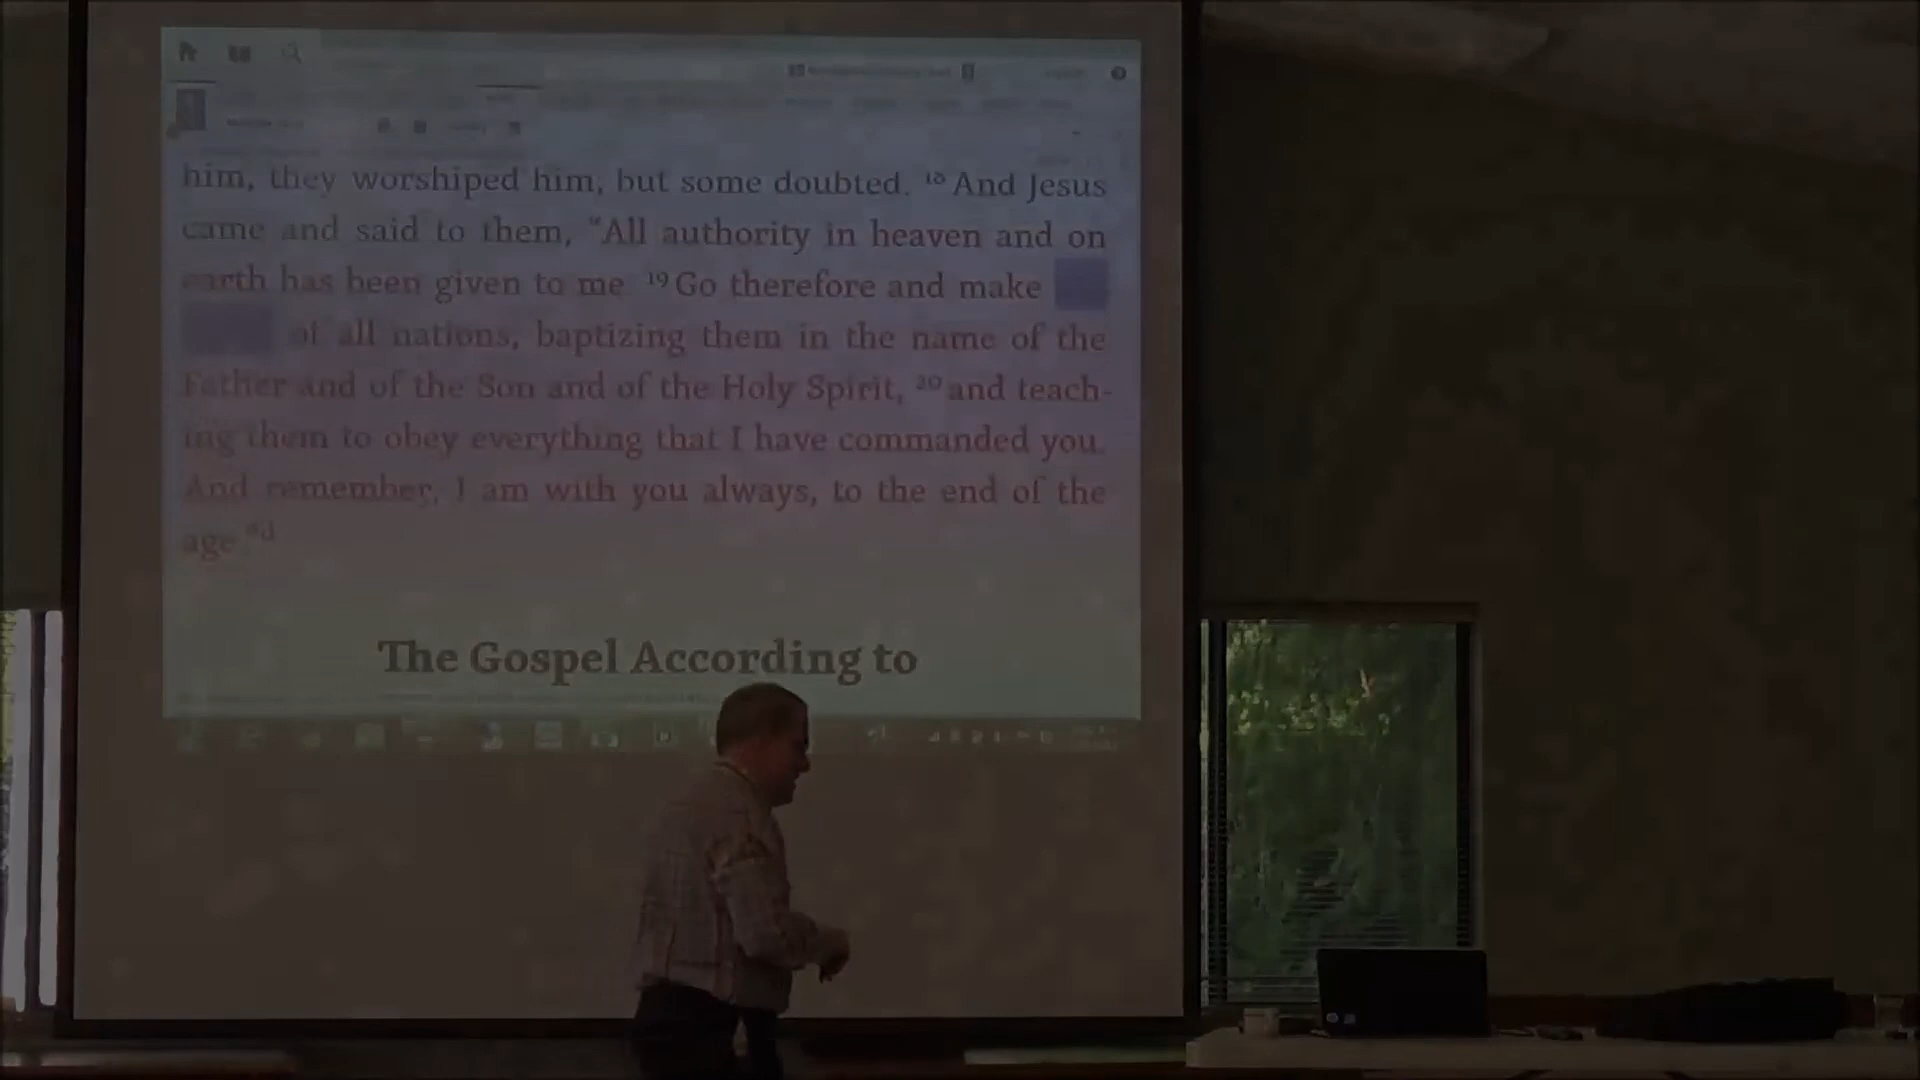 him, they worshiped him, but some doubted. 18 And Jesus
came and said to them, “All authority in heaven and on
earth has been given to me. 19 Go therefore and make
of all nations, baptizing them in the name of the
Father and of the Son and of the Holy Spirit, 20 and teach-
ing them to obey everything that I have commanded you.
And remember, I am with you always, to the end of the
age.”d
The Gospel According to